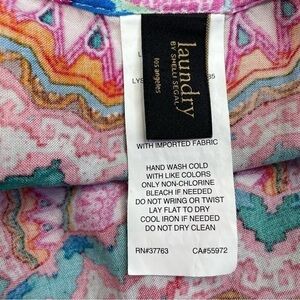 laundry
BY SHELLI SEGAL
los angeles
WITH IMPORTED FABRIC
HAND WASH COLD
WITH LIKE COLORS
ONLY NON-CHLORINE
BLEACH IF NEEDED
DO NOT WRING OR TWIST
LAY FLAT TO DRY
COOL IRON IF NEEDED
DO NOT DRY CLEAN
RN#37763 CA#55972